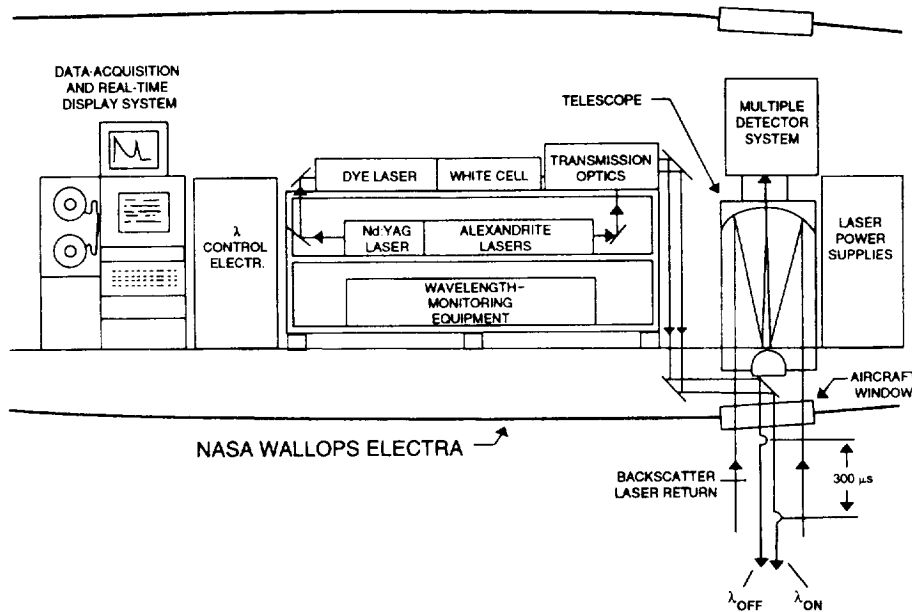 DATA-ACQUISITION
AND REAL-TIME
DISPLAY SYSTEM
TELESCOPE
MULTIPLE
DETECTOR
SYSTEM
DYE LASER
WHITE CELL
TRANSMISSION
OPTICS
λ
CONTROL
ELECTR.
Nd:YAG
LASER
ALEXANDRITE
LASERS
LASER
POWER
SUPPLIES
WAVELENGTH-
MONITORING
EQUIPMENT
AIRCRAFT
WINDOW
NASA WALLOPS ELECTRA
BACKSCATTER
LASER RETURN
300 μs
λOFF
λON